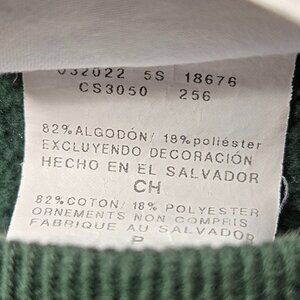 032022 5S 18676
CS3050 256
82% ALGODÓN/ 18% poliéster
EXCLUYENDO DECORACIÓN
HECHO EN EL SALVADOR
CH
82% COTON/ 18% POLYESTER
ORNEMENTS NON COMPRIS
FABRIQUE AU SALVADOR
P